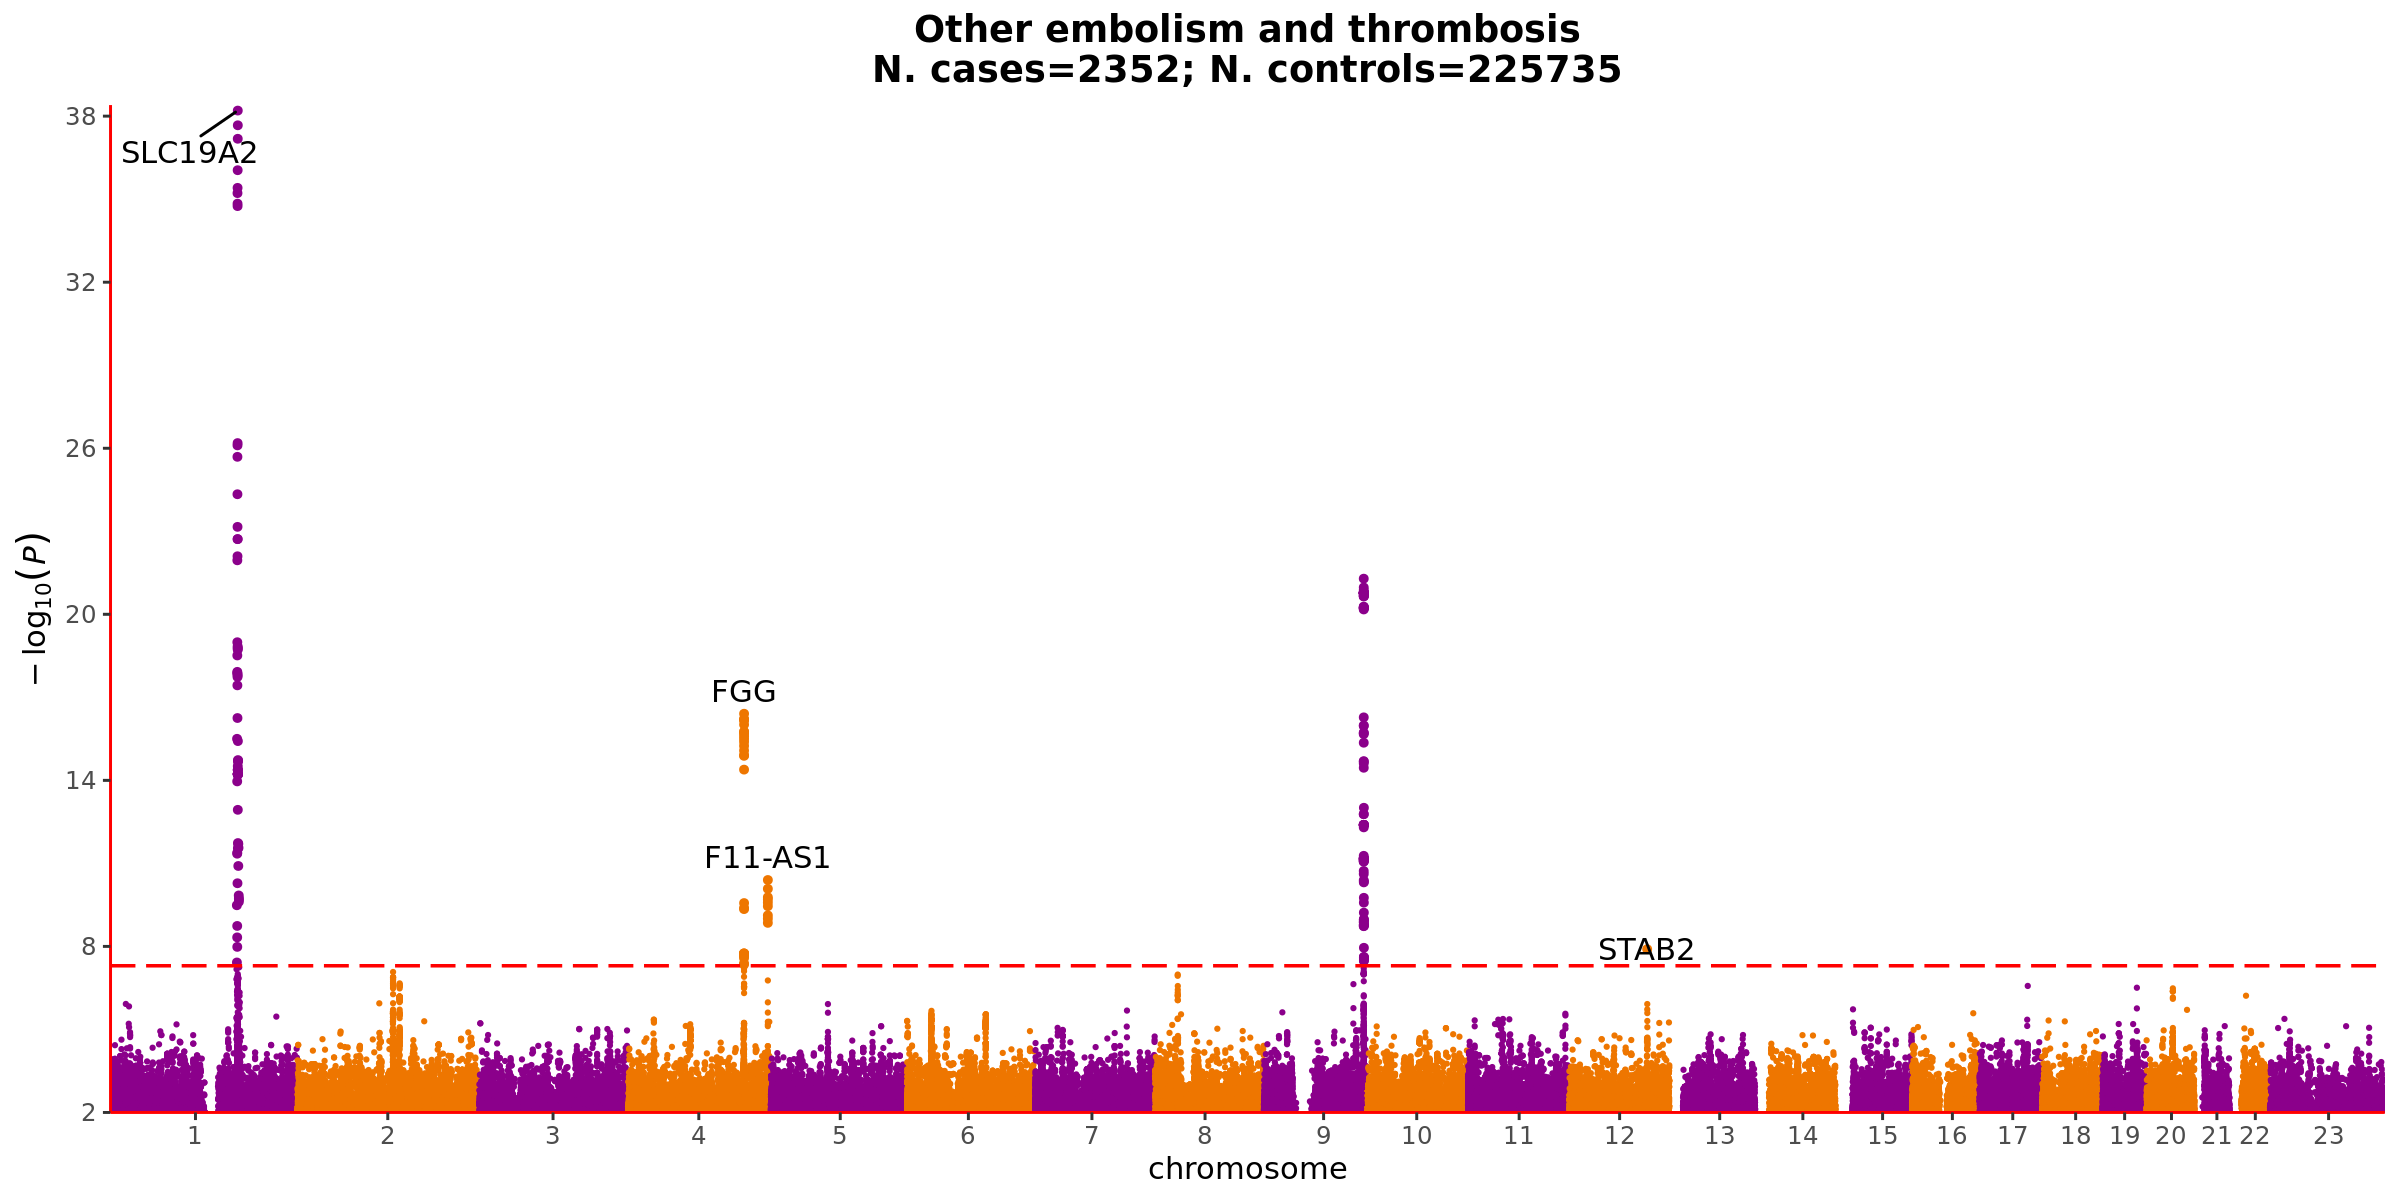 Other embolism and thrombosis
N. cases=2352; N. controls=225735
38
SLC19A2
32
26
20
FGG
14
F11-AS1
8
STAB2
2
−log10(P)
1 2 3 4 5 6 7 8 9 10 11 12 13 14 15 16 17 18 19 20 21 22 23
chromosome